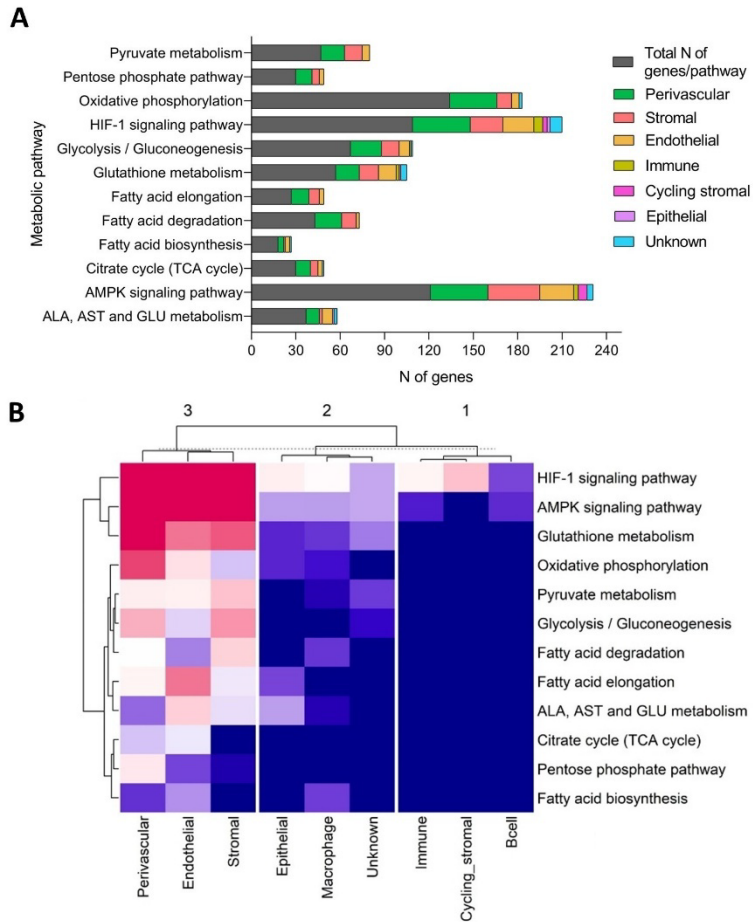 A
Pyruvate metabolism
Pentose phosphate pathway
Oxidative phosphorylation
HIF-1 signaling pathway
Glycolysis / Gluconeogenesis
Glutathione metabolism
Fatty acid elongation
Fatty acid degradation
Fatty acid biosynthesis
Citrate cycle (TCA cycle)
AMPK signaling pathway
ALA, AST and GLU metabolism
Metabolic pathway
0 30 60 90 120 150 180 210 240
N of genes
Total N of
genes/pathway
Perivascular
Stromal
Endothelial
Immune
Cycling stromal
Epithelial
Unknown
B
3 2 1
HIF-1 signaling pathway
AMPK signaling pathway
Glutathione metabolism
Oxidative phosphorylation
Pyruvate metabolism
Glycolysis / Gluconeogenesis
Fatty acid degradation
Fatty acid elongation
ALA, AST and GLU metabolism
Citrate cycle (TCA cycle)
Pentose phosphate pathway
Fatty acid biosynthesis
Perivascular
Endothelial
Stromal
Epithelial
Macrophage
Unknown
Immune
Cycling_stromal
Bcell